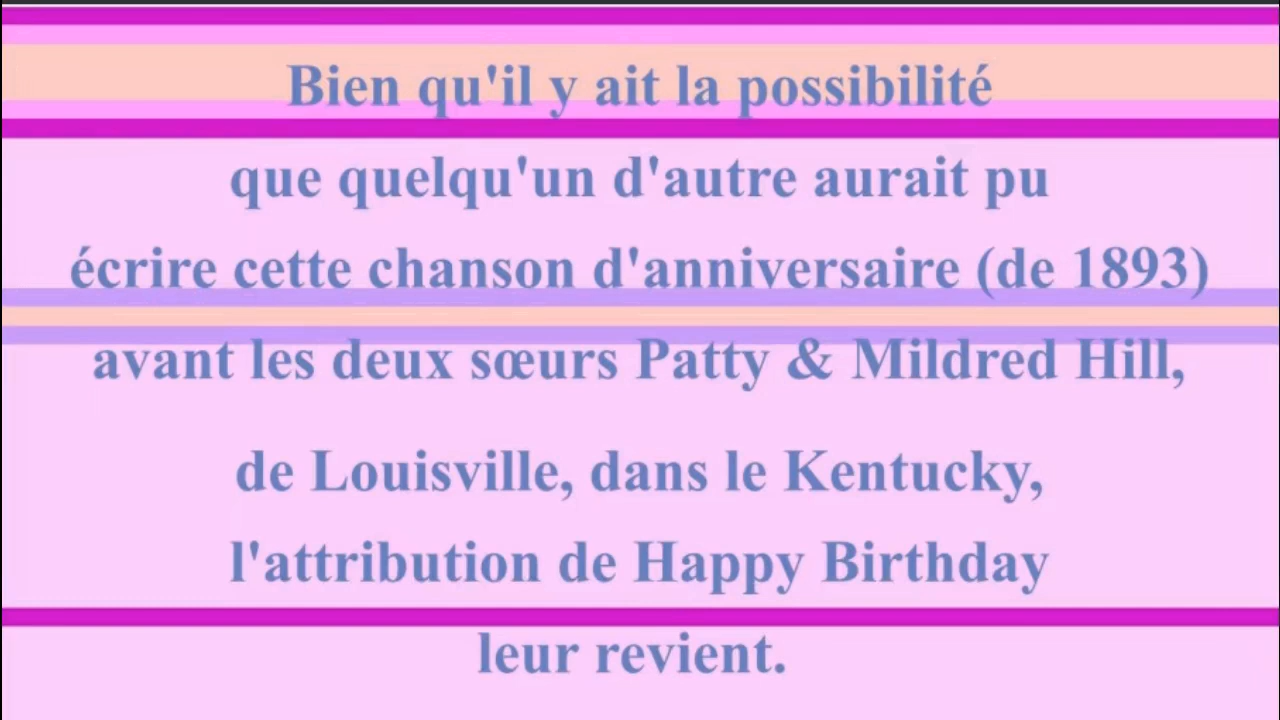 Bien qu'il y ait la possibilité
que quelqu'un d'autre aurait pu
écrire cette chanson d'anniversaire (de 1893)
avant les deux sœurs Patty & Mildred Hill,
de Louisville, dans le Kentucky,
l'attribution de Happy Birthday
leur revient.